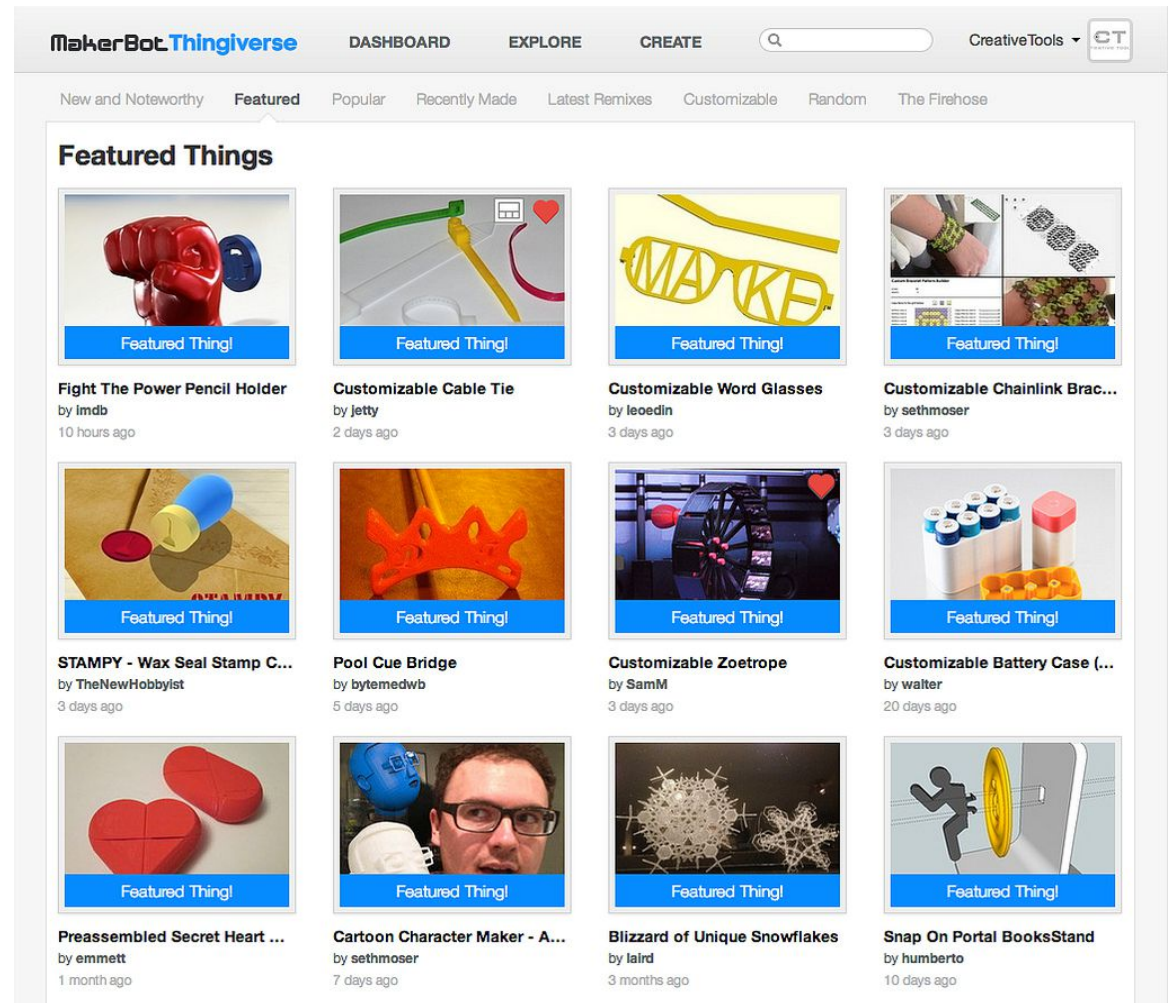 MakerBot Thingiverse DASHBOARD EXPLORE CREATE CreativeTools CT
New and Noteworthy Featured Popular Recently Made Latest Remixes Customizable Random The Firehose
Featured Things
MAKE
Featured Thing! Featured Thing! Featured Thing! Featured Thing!
Fight The Power Pencil Holder Customizable Cable Tie Customizable Word Glasses Customizable Chainlink Brac...
by imdb by jetty by leoedin by sethmoser
10 hours ago 2 days ago 3 days ago 3 days ago
STAMPY
Featured Thing! Featured Thing! Featured Thing! Featured Thing!
STAMPY - Wax Seal Stamp C... Pool Cue Bridge Customizable Zoetrope Customizable Battery Case (...
by TheNewHobbyist by bytemedwb by SamM by walter
3 days ago 5 days ago 3 days ago 20 days ago
Featured Thing! Featured Thing! Featured Thing! Featured Thing!
Preassembled Secret Heart ... Cartoon Character Maker - A... Blizzard of Unique Snowflakes Snap On Portal BooksStand
by emmett by sethmoser by laird by humberto
1 month ago 7 days ago 3 months ago 10 days ago